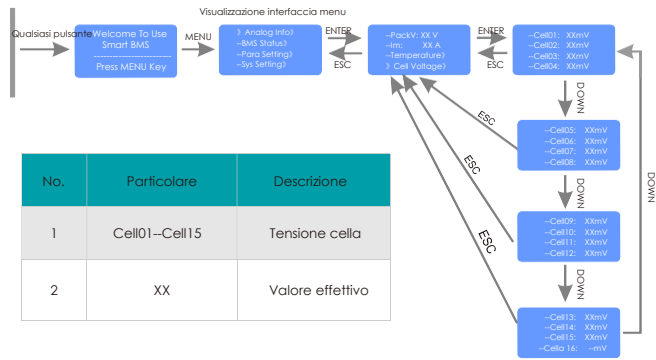 Visualizzazione interfaccia menu
Qualsiasi pulsante
Welcome To Use
Smart BMS
----------------------------
Press MENU Key
MENU
》Analog Info》
--BMS Status》
--Para Setting》
--Sys Setting》
ENTER
ESC
--PackV: XX V
--Im: XX A
--Temperature》
》Cell Voltage》
ENTER
ESC
--Cell01: XXmV
--Cell02: XXmV
--Cell03: XXmV
--Cell04: XXmV
DOWN
ESC
--Cell05: XXmV
--Cell06: XXmV
--Cell07: XXmV
--Cell08: XXmV
DOWN
ESC
--Cell09: XXmV
--Cell10: XXmV
--Cell11: XXmV
--Cell12: XXmV
DOWN
DOWN
ESC
--Cell13: XXmV
--Cell14: XXmV
--Cell15: XXmV
--Cella 16: --mV
No. Particolare Descrizione
1 Cell01--Cell15 Tensione cella
2 XX Valore effettivo